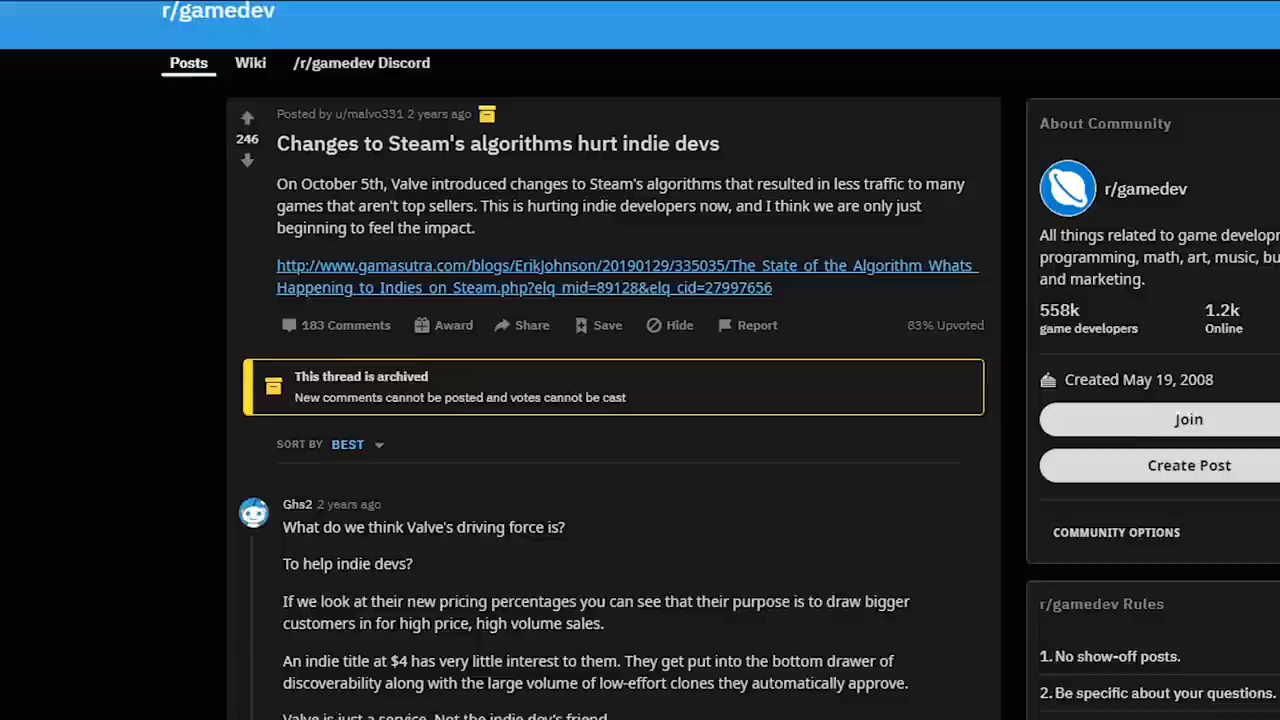 r/gamedev
Posts Wiki /r/gamedev Discord
Posted by u/malvo331 2 years ago
246
Changes to Steam's algorithms hurt indie devs
On October 5th, Valve introduced changes to Steam's algorithms that resulted in less traffic to many
games that aren't top sellers. This is hurting indie developers now, and I think we are only just
beginning to feel the impact.
http://www.gamasutra.com/blogs/ErikJohnson/20190129/335035/The_State_of_the_Algorithm_Whats_
Happening_to_Indies_on_Steam.php?elq_mid=89128&elq_cid=27997656
183 Comments Award Share Save Hide Report 83% Upvoted
This thread is archived
New comments cannot be posted and votes cannot be cast
SORT BY BEST
Ghs2 2 years ago
What do we think Valve's driving force is?
To help indie devs?
If we look at their new pricing percentages you can see that their purpose is to draw bigger
customers in for high price, high volume sales.
An indie title at $4 has very little interest to them. They get put into the bottom drawer of
discoverability along with the large volume of low-effort clones they automatically approve.
Valve is just a service. Not the indie dev's friend.
About Community
r/gamedev
All things related to game developm
programming, math, art, music, bu
and marketing.
558k 1.2k
game developers Online
Created May 19, 2008
Join
Create Post
COMMUNITY OPTIONS
r/gamedev Rules
1. No show-off posts.
2. Be specific about your questions.